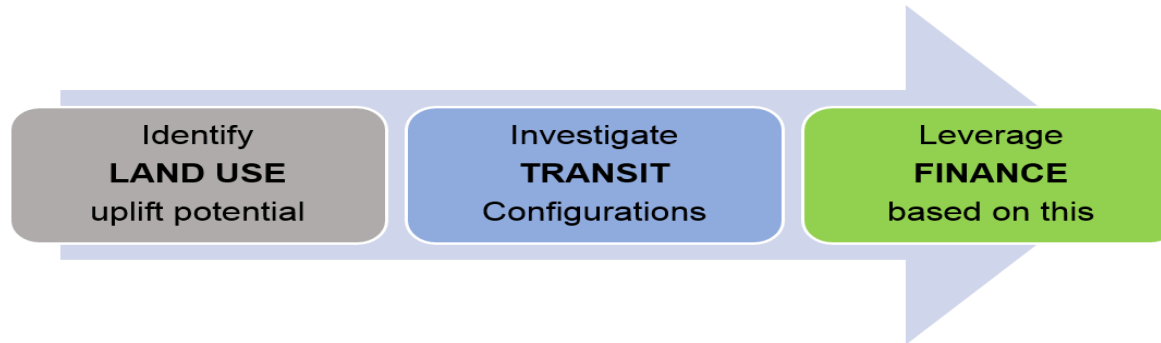 Identify
LAND USE
uplift potential
Investigate
TRANSIT
Configurations
Leverage
FINANCE
based on this